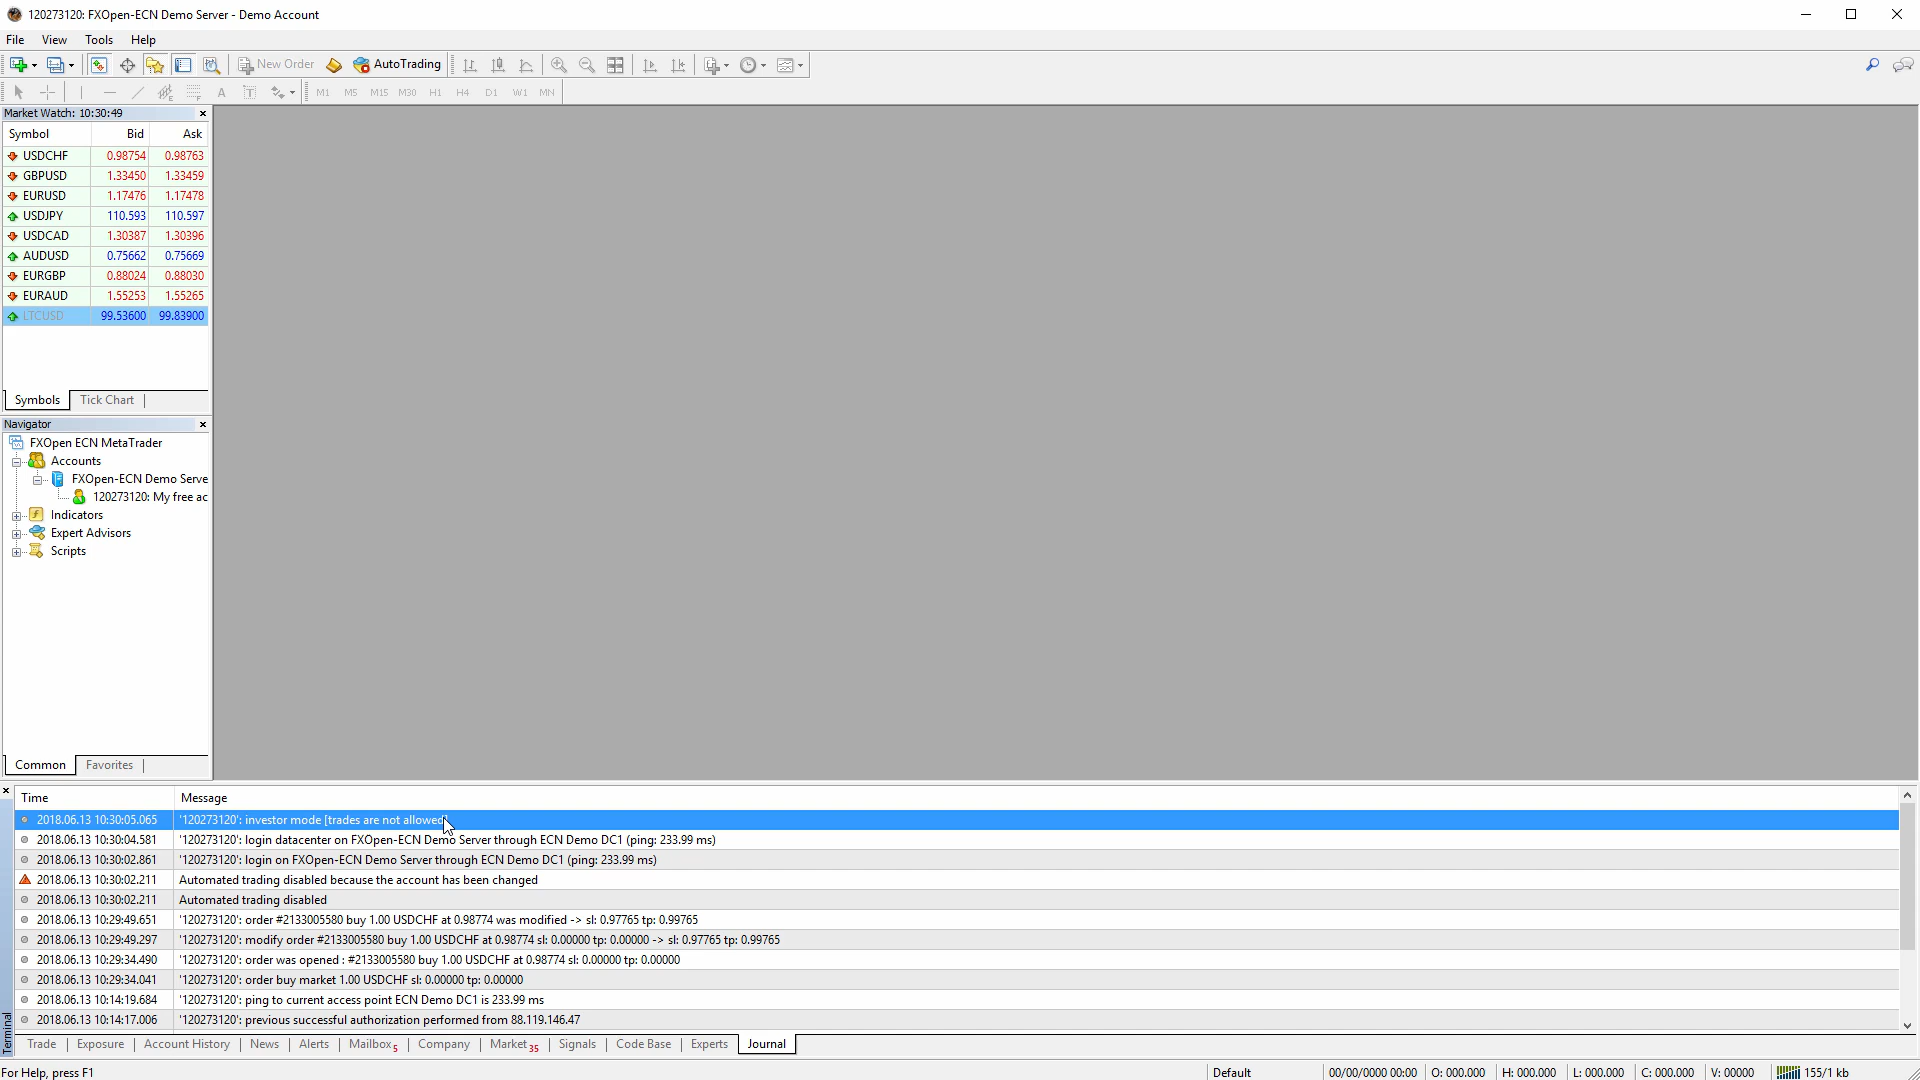 120273120: FXOpen-ECN Demo Server - Demo Account
File View Tools Help
New Order AutoTrading
A T M1 M5 M15 M30 H1 H4 D1 W1 MN
Market Watch: 10:30:49
Symbol Bid Ask
USDCHF 0.98754 0.98763
GBPUSD 1.33450 1.33459
EURUSD 1.17476 1.17478
USDJPY 110.593 110.597
USDCAD 1.30387 1.30396
AUDUSD 0.75662 0.75669
EURGBP 0.88024 0.88030
EURAUD 1.55253 1.55265
LTCUSD 99.53600 99.83900
Symbols Tick Chart
Navigator
FXOpen ECN MetaTrader
Accounts
FXOpen-ECN Demo Serve
120273120: My free ac
Indicators
Expert Advisors
Scripts
Common Favorites
Time Message
2018.06.13 10:30:05.065 '120273120': investor mode [trades are not allowed
2018.06.13 10:30:04.581 '120273120': login datacenter on FXOpen-ECN Demo Server through ECN Demo DC1 (ping: 233.99 ms)
2018.06.13 10:30:02.861 '120273120': login on FXOpen-ECN Demo Server through ECN Demo DC1 (ping: 233.99 ms)
2018.06.13 10:30:02.211 Automated trading disabled because the account has been changed
2018.06.13 10:30:02.211 Automated trading disabled
2018.06.13 10:29:49.651 '120273120': order #2133005580 buy 1.00 USDCHF at 0.98774 was modified -> sl: 0.97765 tp: 0.99765
2018.06.13 10:29:49.297 '120273120': modify order #2133005580 buy 1.00 USDCHF at 0.98774 sl: 0.00000 tp: 0.00000 -> sl: 0.97765 tp: 0.99765
2018.06.13 10:29:34.490 '120273120': order was opened : #2133005580 buy 1.00 USDCHF at 0.98774 sl: 0.00000 tp: 0.00000
2018.06.13 10:29:34.041 '120273120': order buy market 1.00 USDCHF sl: 0.00000 tp: 0.00000
2018.06.13 10:14:19.684 '120273120': ping to current access point ECN Demo DC1 is 233.99 ms
2018.06.13 10:14:17.006 '120273120': previous successful authorization performed from 88.119.146.47
Terminal
Trade Exposure Account History News Alerts Mailbox 5 Company Market 35 Signals Code Base Experts Journal
For Help, press F1 Default 00/00/0000 00:00 O: 000.000 H: 000.000 L: 000.000 C: 000.000 V: 00000 155/1 kb